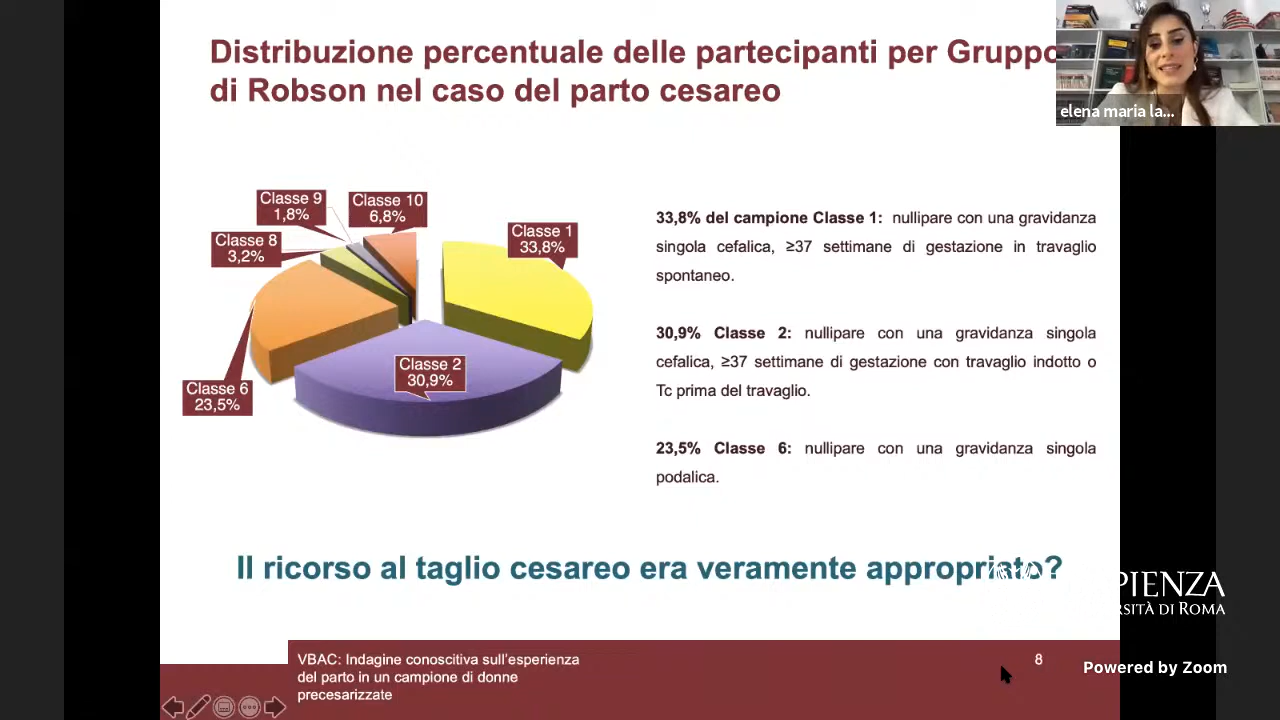 Distribuzione percentuale delle partecipanti per Gruppo
di Robson nel caso del parto cesareo
elena maria la...
Classe 9
1,8%
Classe 10
6,8%
Classe 8
3,2%
Classe 1
33,8%
Classe 2
30,9%
Classe 6
23,5%
33,8% del campione Classe 1: nullipare con una gravidanza
singola cefalica, ≥37 settimane di gestazione in travaglio
spontaneo.
30,9% Classe 2: nullipare con una gravidanza singola
cefalica, ≥37 settimane di gestazione con travaglio indotto o
Tc prima del travaglio.
23,5% Classe 6: nullipare con una gravidanza singola
podalica.
Il ricorso al taglio cesareo era veramente appropriato?
PIENZA
RSITÀ DI ROMA
VBAC: Indagine conoscitiva sull'esperienza
del parto in un campione di donne
precesarizzate
8
Powered by Zoom